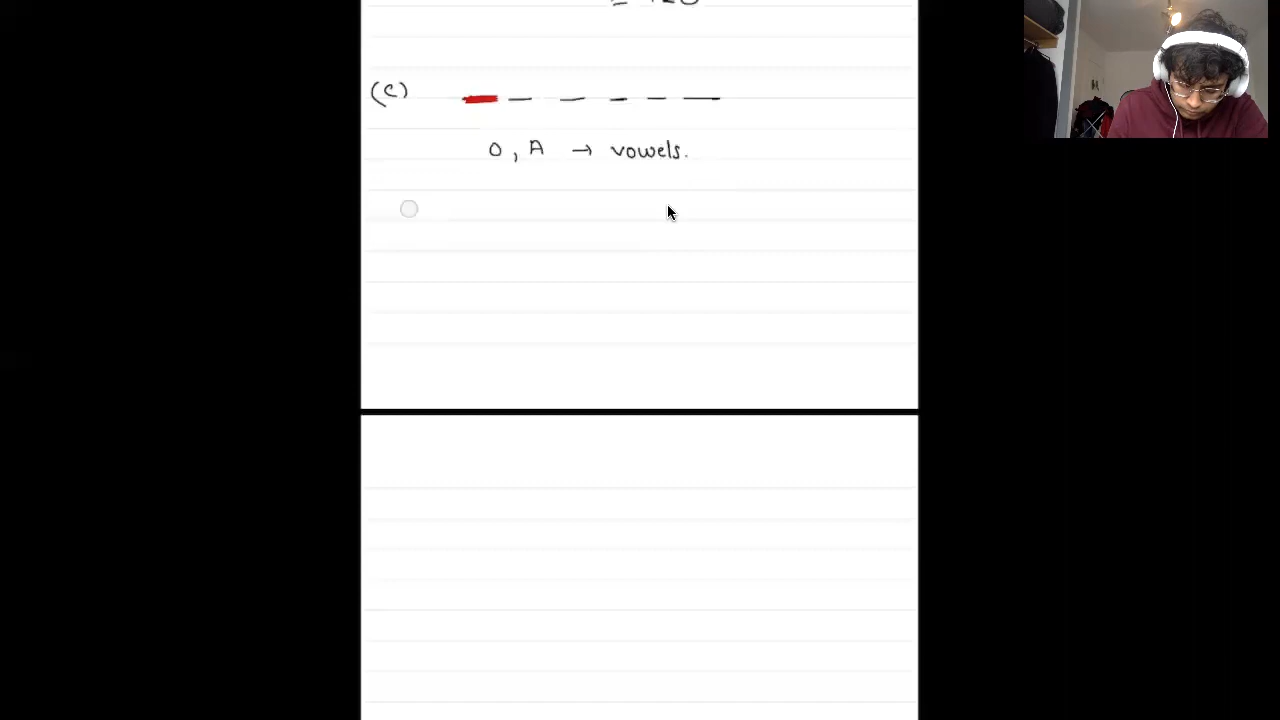 (c) _ _ _ _ _ _
O, A → vowels.